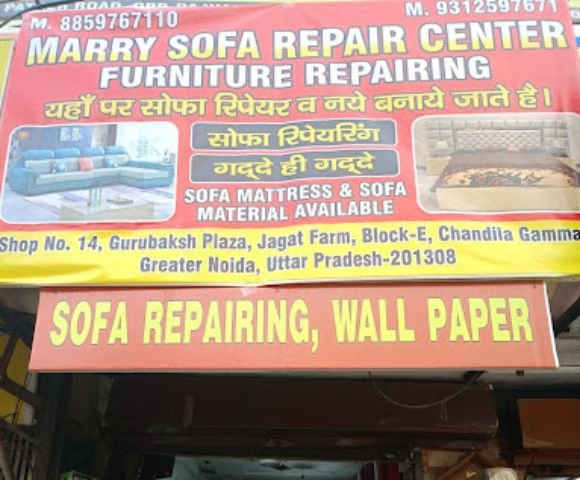 M. 8859767110
M. 9312597671
MARRY SOFA REPAIR CENTER
FURNITURE REPAIRING
यहाँ पर सोफा रिपेयर व नये बनाये जाते है।
सोफा रिपेयरिंग
गद्दे ही गद्दे
SOFA MATTRESS & SOFA
MATERIAL AVAILABLE
Shop No. 14, Gurubaksh Plaza, Jagat Farm, Block-E, Chandila Gamma
Greater Noida, Uttar Pradesh-201308
SOFA REPAIRING, WALL PAPER